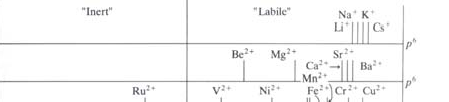 "Inert" "Labile"
Na⁺ K⁺
Li⁺ Cs⁺
p⁶
Be²⁺ Mg²⁺ Sr²⁺
Ca²⁺→ Ba²⁺
Mn²⁺
p⁶
Ru²⁺ V²⁺ Ni²⁺ Fe²⁺ Cr²⁺ Cu²⁺